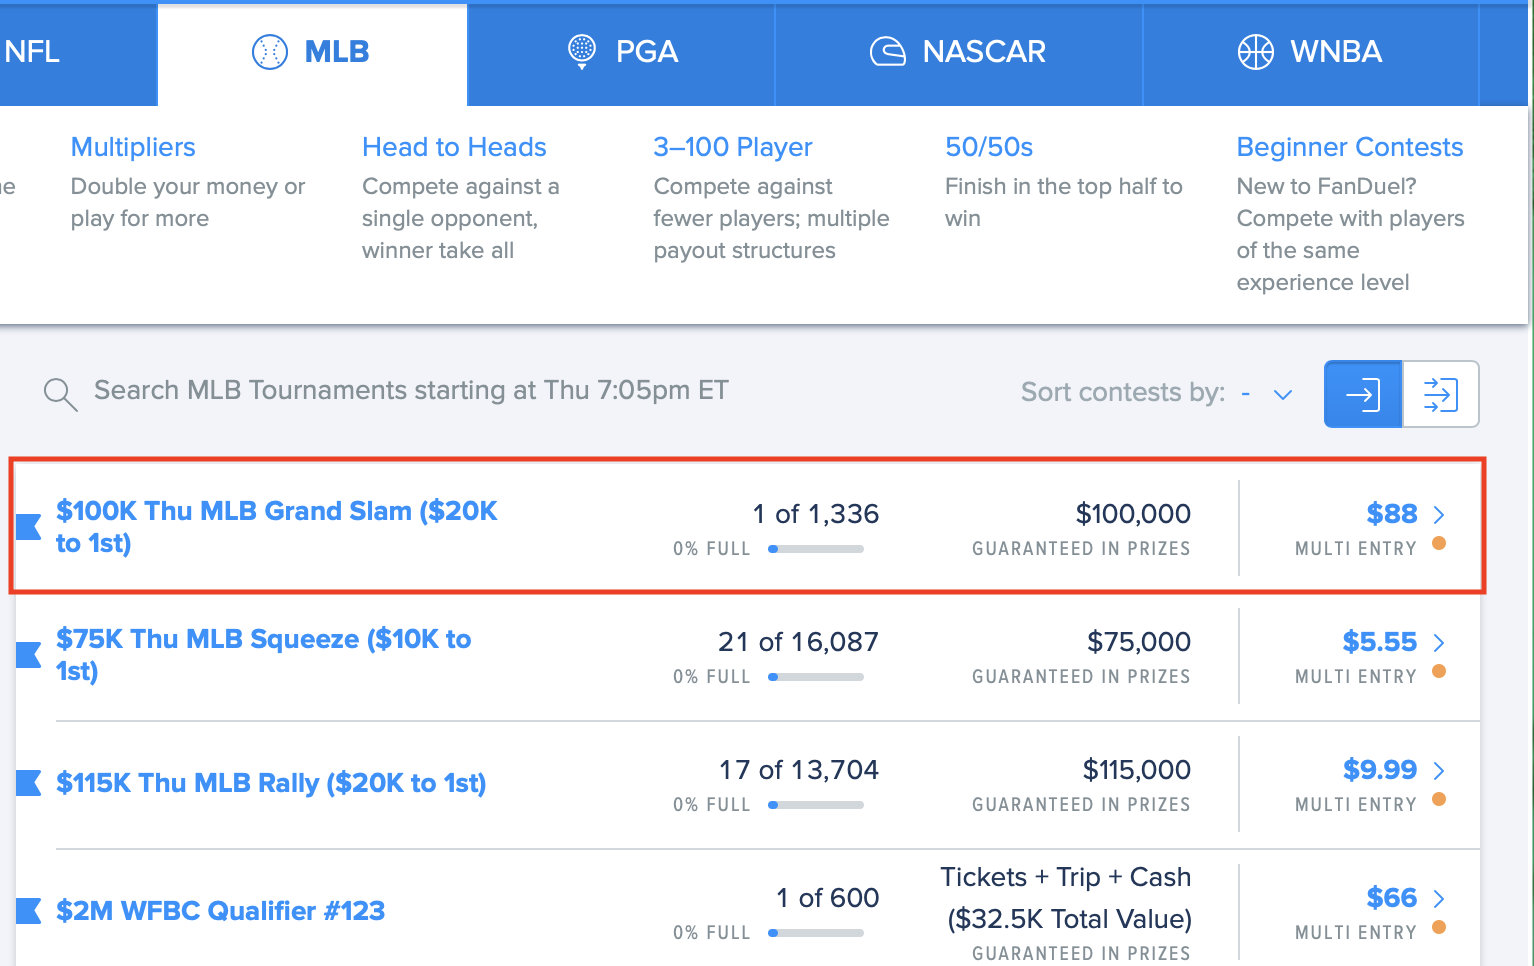 NFL
MLB
PGA
NASCAR
WNBA
Multipliers
Double your money or
play for more
Head to Heads
Compete against a
single opponent,
winner take all
3–100 Player
Compete against
fewer players; multiple
payout structures
50/50s
Finish in the top half to
win
Beginner Contests
New to FanDuel?
Compete with players
of the same
experience level
Search MLB Tournaments starting at Thu 7:05pm ET
Sort contests by: -
$100K Thu MLB Grand Slam ($20K
to 1st)
1 of 1,336
0% FULL
$100,000
GUARANTEED IN PRIZES
$88
MULTI ENTRY
$75K Thu MLB Squeeze ($10K to
1st)
21 of 16,087
0% FULL
$75,000
GUARANTEED IN PRIZES
$5.55
MULTI ENTRY
$115K Thu MLB Rally ($20K to 1st)
17 of 13,704
0% FULL
$115,000
GUARANTEED IN PRIZES
$9.99
MULTI ENTRY
$2M WFBC Qualifier #123
1 of 600
0% FULL
Tickets + Trip + Cash
($32.5K Total Value)
GUARANTEED IN PRIZES
$66
MULTI ENTRY